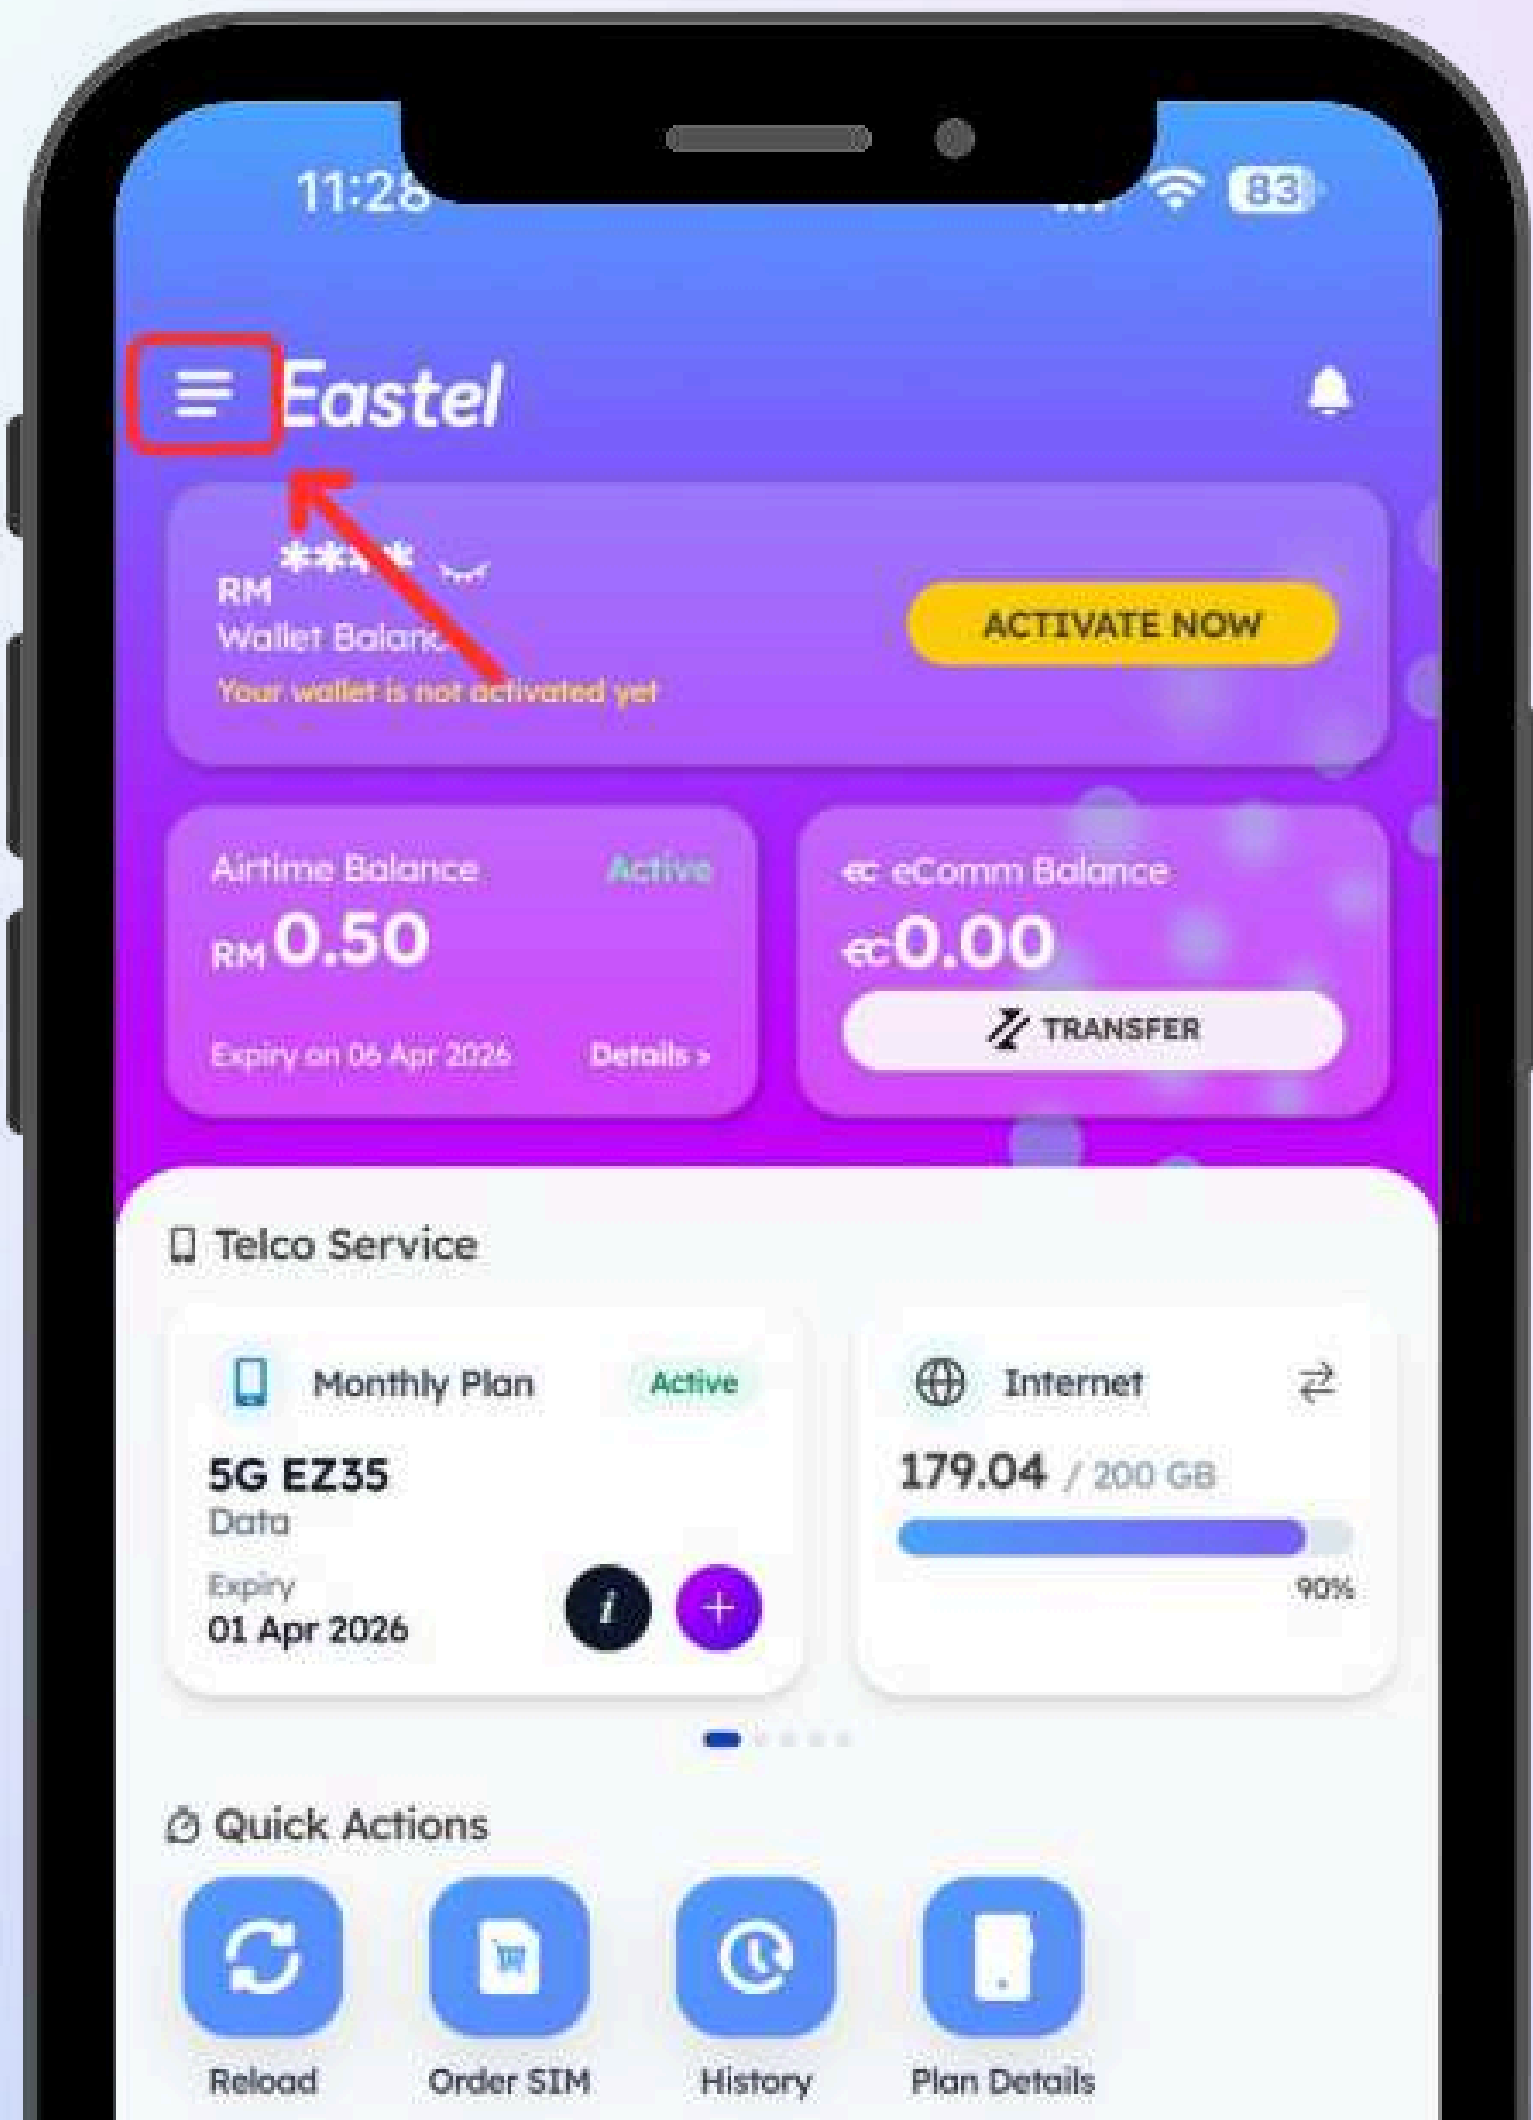 11:28
83
Eastel
****
RM
Wallet Balance
Your wallet is not activated yet
ACTIVATE NOW
Airtime Balance
Active
RM 0.50
Expiry on 06 Apr 2026
Details >
eC eComm Balance
eC 0.00
TRANSFER
Telco Service
Monthly Plan
Active
5G EZ35
Data
Expiry
01 Apr 2026
i
+
Internet
179.04 / 200 GB
90%
Quick Actions
Reload
Order SIM
History
Plan Details